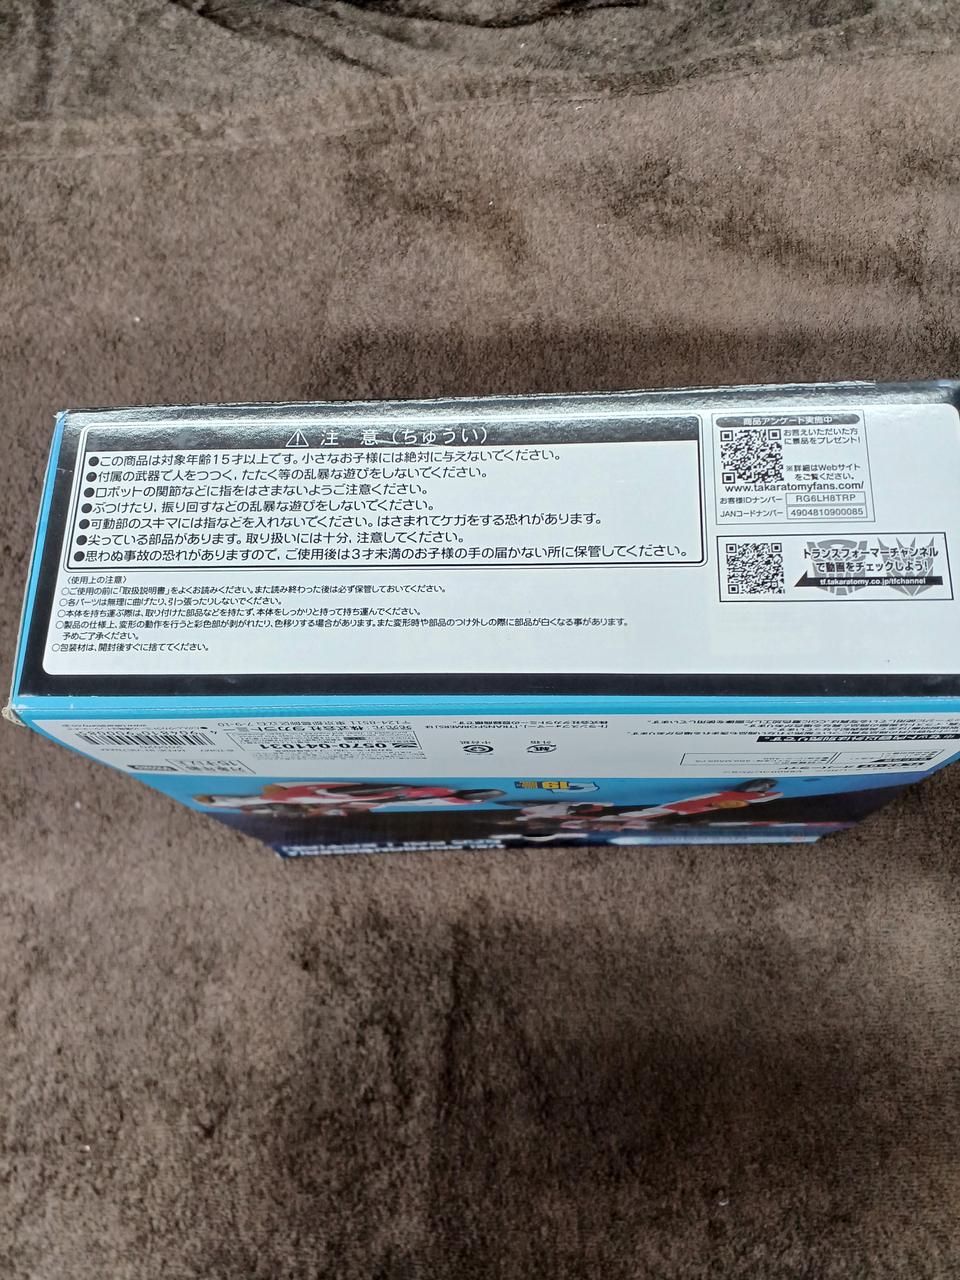 注 意(ちゅうい)
●この商品は対象年齢15才以上です。小さなお子様には絶対に与えないでください。
●付属の武器で人をつつく、たたく等の乱暴な遊びをしないでください。
●ロボットの関節などに指をはさまないようご注意ください。
●ぶつけたり、振り回すなどの乱暴な遊びをしないでください。
●可動部のスキマには指などを入れないでください。はさまれてケガをする恐れがあります。
●尖っている部品があります。取り扱いには十分、注意してください。
●思わぬ事故の恐れがありますので、ご使用後は3才未満のお子様の手の届かない所に保管してください。
〈使用上の注意〉
○ご使用の前に「取扱説明書」をよくお読みください。また読み終わった後は必ず保管しておいてください。
○各パーツは無理に曲げたり、引っ張ったりしないでください。
○本体を持ち運ぶ際は、取り付けた部品などを持たず、本体をしっかりと持って持ち運んでください。
○製品の仕様上、変形の動作を行うと彩色部が剥がれたり、色移りする場合があります。また変形時や部品のつけ外しの際に部品が白くなる事があります。
予めご了承ください。
○包装材は、開封後すぐに捨ててください。
商品アンケート実施中
お答えいただいた方
に景品をプレゼント!
※詳細はWebサイト
をご覧ください。
www.takaratomyfans.com/
お客様IDナンバー RG6LH8TRP
JANコードナンバー 4904810900085
トランスフォーマーチャンネル
で動画をチェックしよう!
tf.takaratomy.co.jp/tfchannel
株式会社タカラトミー
〒124-8511 東京都葛飾区立石7-9-10
0570-041031